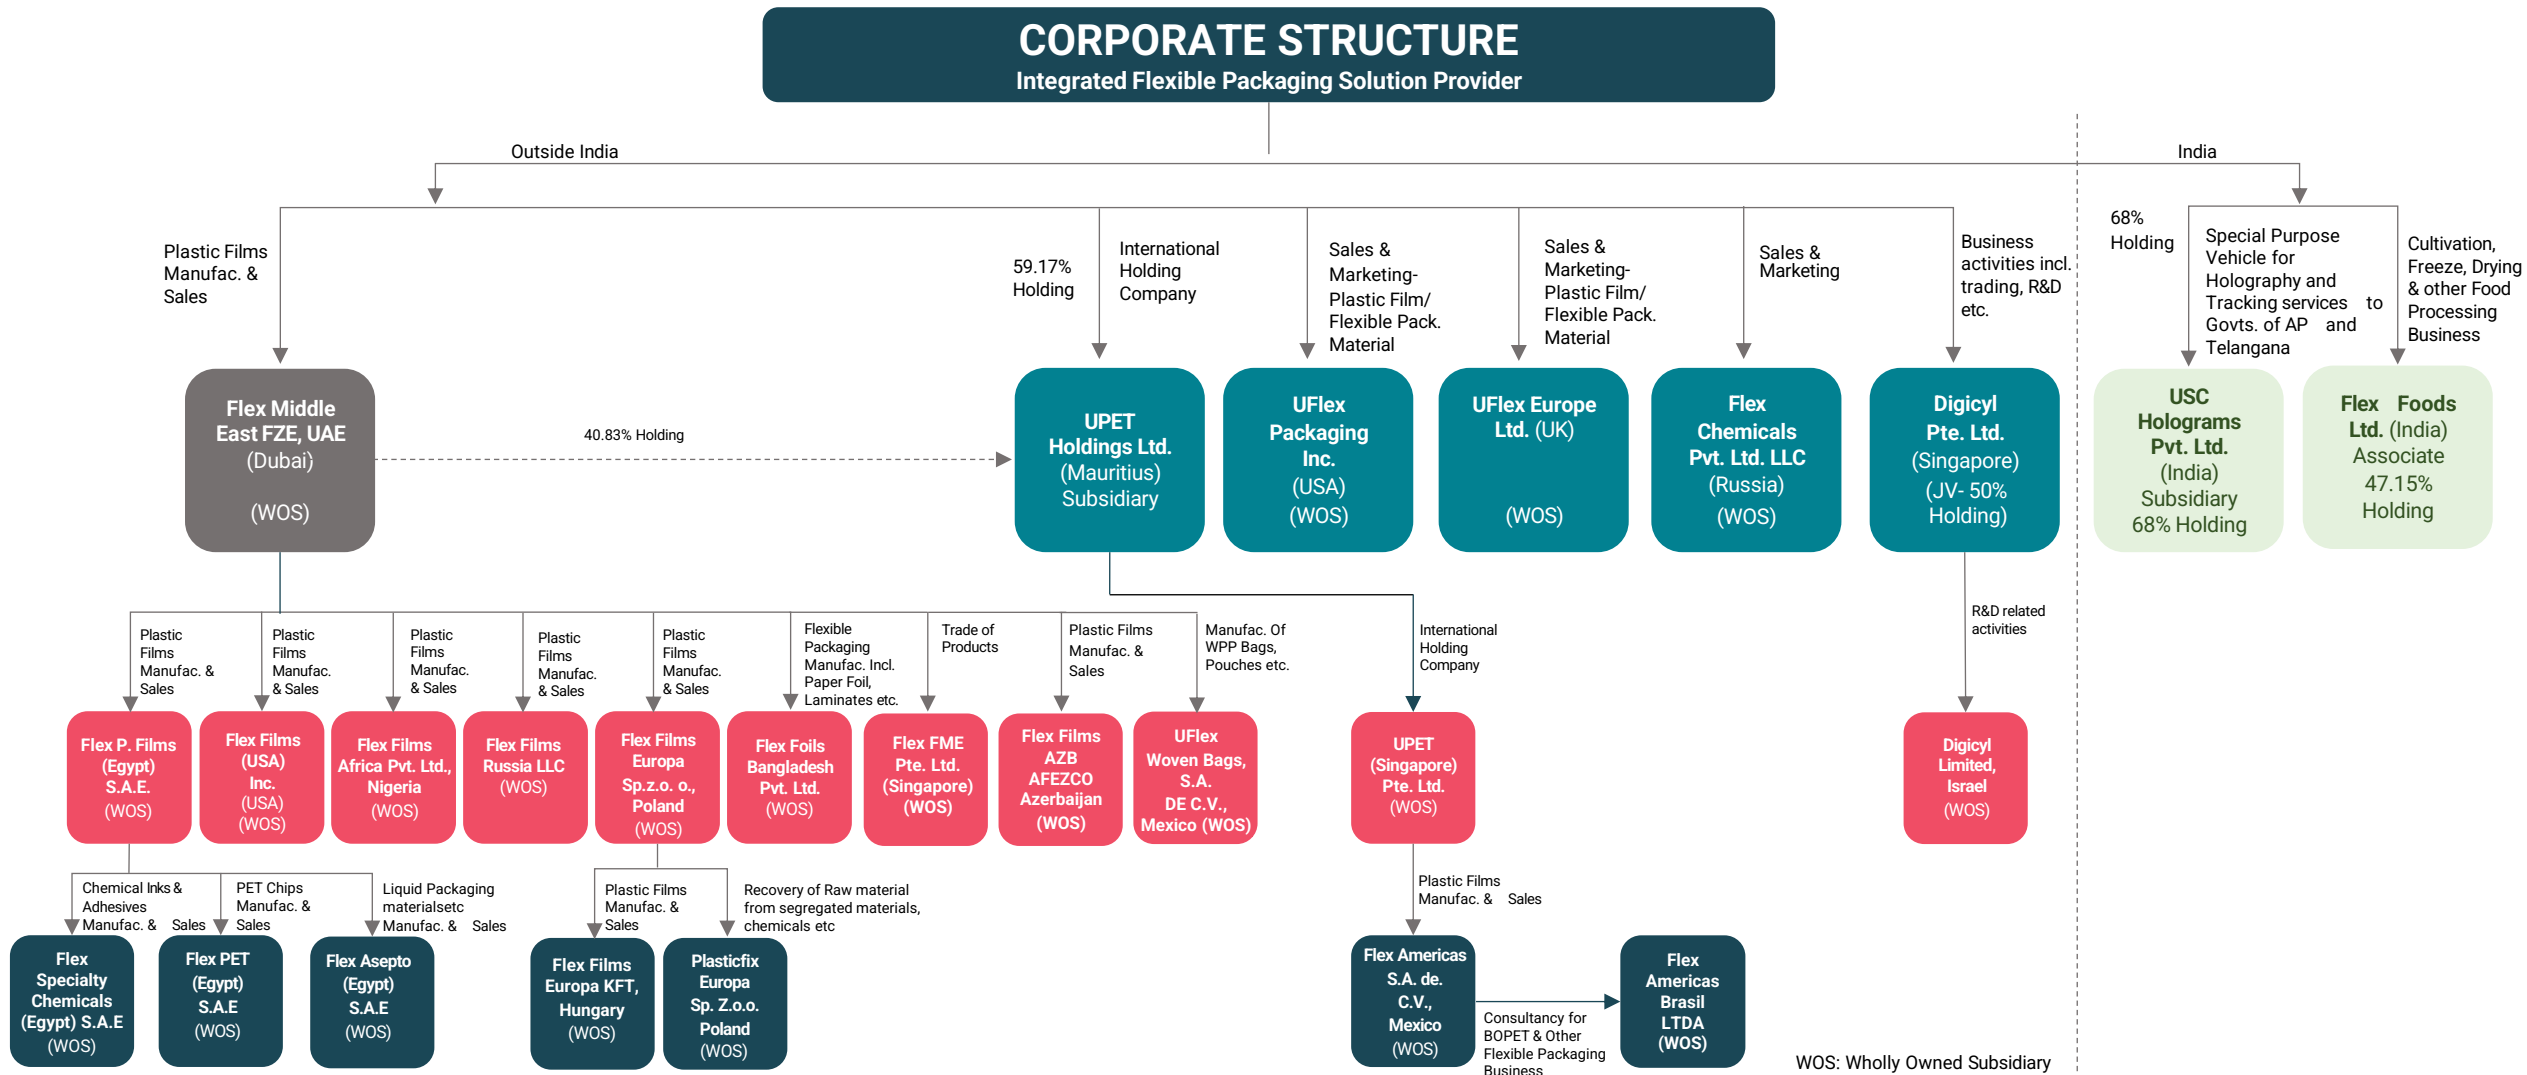 CORPORATE STRUCTURE
Integrated Flexible Packaging Solution Provider
Outside India
India
Plastic Films
Manufac. &
Sales
59.17%
Holding
International
Holding
Company
Sales &
Marketing-
Plastic Film/
Flexible Pack.
Material
Sales &
Marketing-
Plastic Film/
Flexible Pack.
Material
Sales &
Marketing
Business
activities incl.
trading, R&D
etc.
68%
Holding
Special Purpose
Vehicle for
Holography and
Tracking services to
Govts. of AP and
Telangana
Cultivation,
Freeze, Drying
& other Food
Processing
Business
Flex Middle
East FZE, UAE
(Dubai)
(WOS)
40.83% Holding
UPET
Holdings Ltd.
(Mauritius)
Subsidiary
UFlex
Packaging
Inc.
(USA)
(WOS)
UFlex Europe
Ltd. (UK)
(WOS)
Flex
Chemicals
Pvt. Ltd. LLC
(Russia)
(WOS)
Digicyl
Pte. Ltd.
(Singapore)
(JV- 50%
Holding)
USC
Holograms
Pvt. Ltd.
(India)
Subsidiary
68% Holding
Flex Foods
Ltd. (India)
Associate
47.15%
Holding
Plastic
Films
Manufac. &
Sales
Plastic
Films
Manufac.
& Sales
Plastic
Films
Manufac.
& Sales
Plastic
Films
Manufac.
& Sales
Plastic
Films
Manufac.
& Sales
Flexible
Packaging
Manufac. Incl.
Paper Foil,
Laminates etc.
Trade of
Products
Plastic Films
Manufac. &
Sales
Manufac. Of
WPP Bags,
Pouches etc.
International
Holding
Company
R&D related
activities
Flex P. Films
(Egypt)
S.A.E.
(WOS)
Flex Films
(USA)
Inc.
(USA)
(WOS)
Flex Films
Africa Pvt. Ltd.,
Nigeria
(WOS)
Flex Films
Russia LLC
(WOS)
Flex Films
Europa
Sp.z.o. o.,
Poland
(WOS)
Flex Foils
Bangladesh
Pvt. Ltd.
(WOS)
Flex FME
Pte. Ltd.
(Singapore)
(WOS)
Flex Films
AZB
AFEZCO
Azerbaijan
(WOS)
UFlex
Woven Bags,
S.A.
DE C.V.,
Mexico (WOS)
UPET
(Singapore)
Pte. Ltd.
(WOS)
Digicyl
Limited,
Israel
(WOS)
Chemical Inks &
Adhesives
Manufac. & Sales
PET Chips
Manufac. &
Sales
Liquid Packaging
materialsetc
Manufac. & Sales
Plastic Films
Manufac. &
Sales
Recovery of Raw material
from segregated materials,
chemicals etc
Plastic Films
Manufac. & Sales
Flex
Specialty
Chemicals
(Egypt) S.A.E
(WOS)
Flex PET
(Egypt)
S.A.E
(WOS)
Flex Asepto
(Egypt)
S.A.E
(WOS)
Flex Films
Europa KFT,
Hungary
(WOS)
Plasticfix
Europa
Sp. Z.o.o.
Poland
(WOS)
Flex Americas
S.A. de.
C.V.,
Mexico
(WOS)
Consultancy for
BOPET & Other
Flexible Packaging
Business
Flex
Americas
Brasil
LTDA
(WOS)
WOS: Wholly Owned Subsidiary